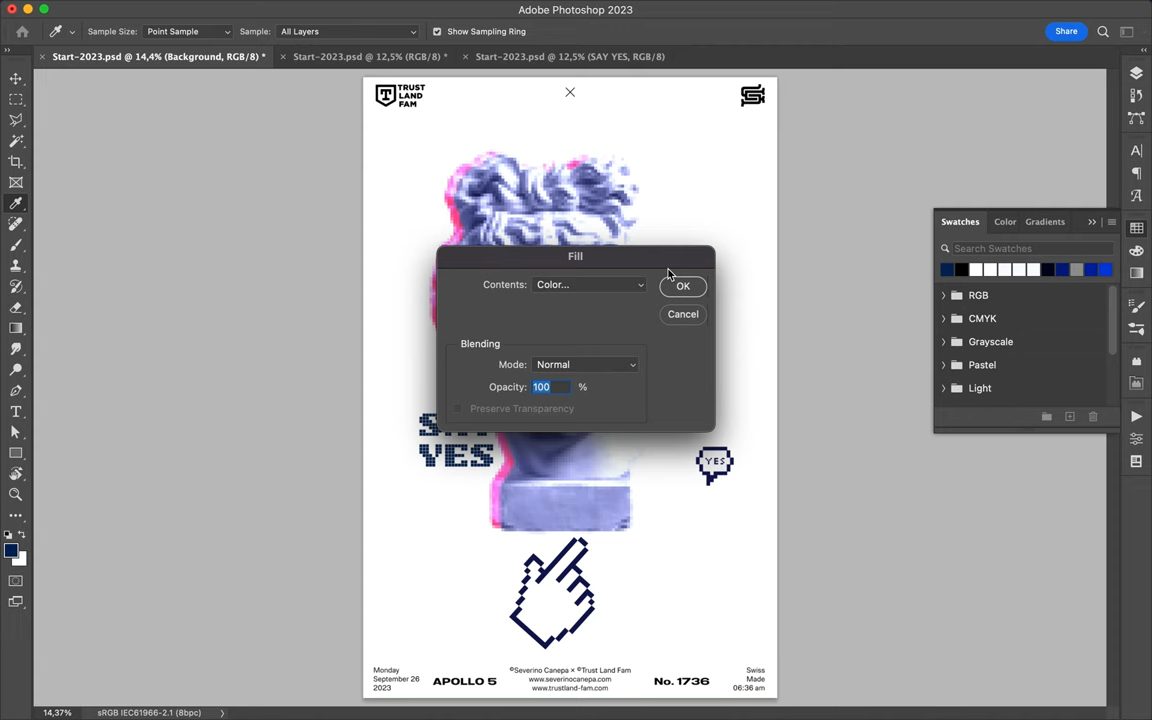 Adobe Photoshop 2023
Sample Size: Point Sample Sample: All Layers Show Sampling Ring Share
Start-2023.psd @ 14,4% (Background, RGB/8) * Start-2023.psd @ 12,5% (RGB/8) * Start-2023.psd @ 12,5% (SAY YES, RGB/8)
TRUST
LAND
FAM
Swatches Color Gradients
Search Swatches
RGB
CMYK
Grayscale
Pastel
Light
Fill
Contents: Color... OK
Cancel
Blending
Mode: Normal
Opacity: 100 %
Preserve Transparency
YES
YES
Monday
September 26
2023
APOLLO 5
©Severino Canepa × ©Trust Land Fam
www.severinocanepa.com
www.trustland-fam.com
No. 1736
Swiss
Made
06:36 am
14,37% sRGB IEC61966-2.1 (8bpc)